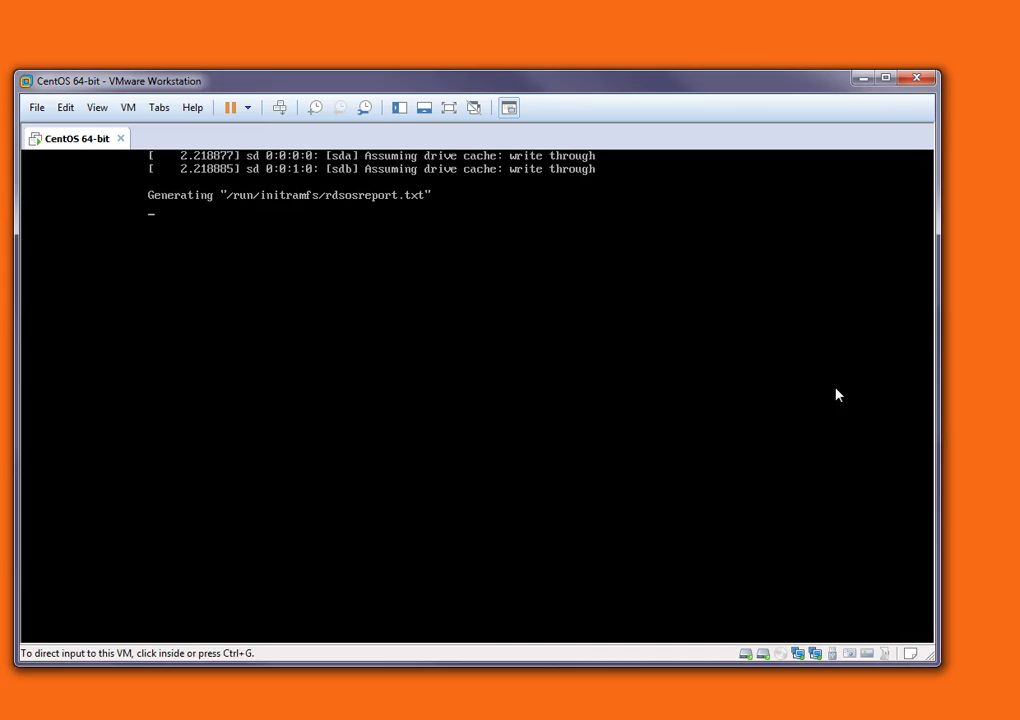 CentOS 64-bit - VMware Workstation
File Edit View VM Tabs Help
CentOS 64-bit
[ 2.218877] sd 0:0:0:0: [sda] Assuming drive cache: write through
[ 2.218885] sd 0:0:1:0: [sdb] Assuming drive cache: write through
Generating "/run/initramfs/rdsosreport.txt"
_
To direct input to this VM, click inside or press Ctrl+G.